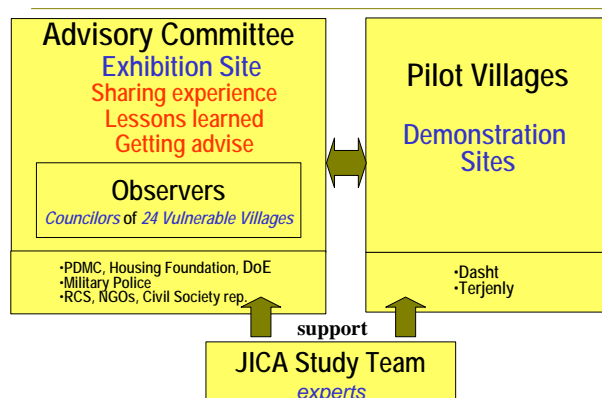 Advisory Committee
Exhibition Site
Sharing experience
Lessons learned
Getting advise
Observers
Councilors of 24 Vulnerable Villages
•PDMC, Housing Foundation, DoE
•Military Police
•RCS, NGOs, Civil Society rep.
Pilot Villages
Demonstration
Sites
•Dasht
•Terjenly
support
JICA Study Team
experts